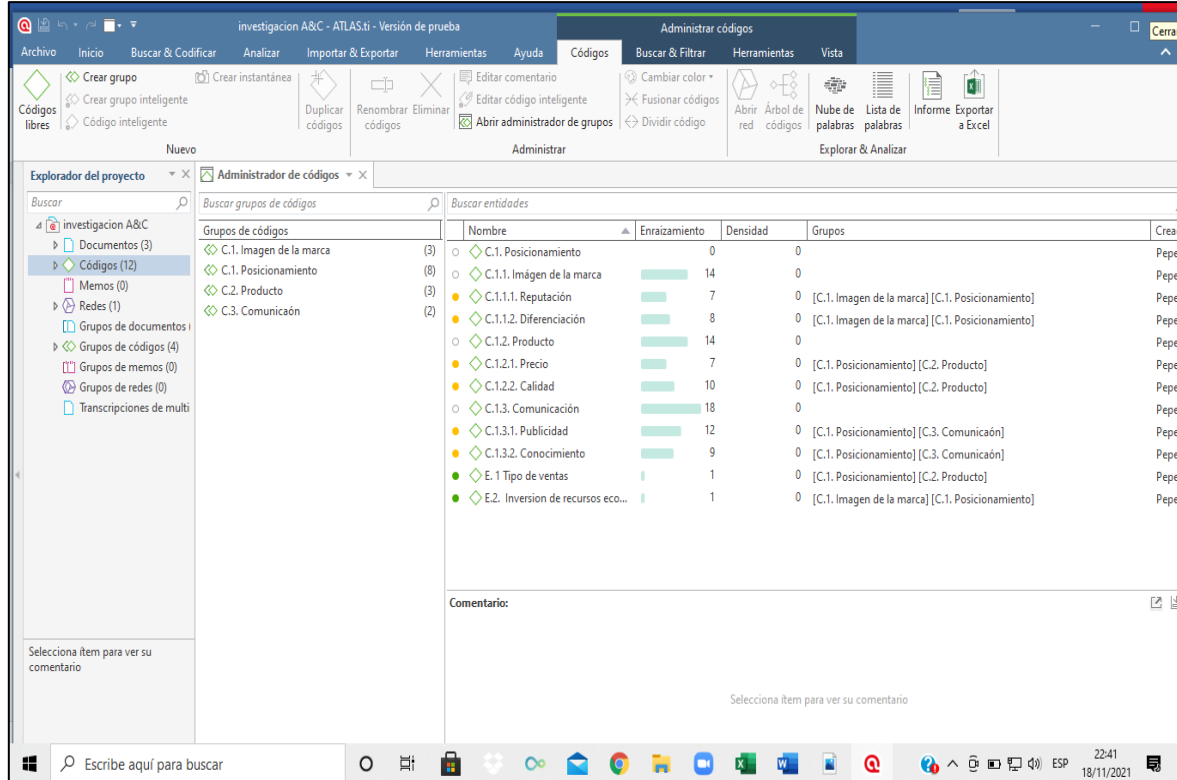 investigacion A&C - ATLAS.ti - Versión de prueba
Administrar códigos
Cerra
Archivo Inicio Buscar & Codificar Analizar Importar & Exportar Herramientas Ayuda Códigos Buscar & Filtrar Herramientas Vista
Códigos libres
Crear grupo
Crear grupo inteligente
Código inteligente
Crear instantánea
Nuevo
Duplicar códigos
Renombrar códigos
Eliminar
Editar comentario
Editar código inteligente
Abrir administrador de grupos
Administrar
Cambiar color
Fusionar códigos
Dividir código
Abrir red
Árbol de códigos
Nube de palabras
Lista de palabras
Informe
Exportar a Excel
Explorar & Analizar
Explorador del proyecto
Buscar
investigacion A&C
Documentos (3)
Códigos (12)
Memos (0)
Redes (1)
Grupos de documentos (
Grupos de códigos (4)
Grupos de memos (0)
Grupos de redes (0)
Transcripciones de multi
Selecciona ítem para ver su
comentario
Administrador de códigos
Buscar grupos de códigos
Grupos de códigos
C.1. Imagen de la marca (3)
C.1. Posicionamiento (8)
C.2. Producto (3)
C.3. Comunicaón (2)
Buscar entidades
Nombre Enraizamiento Densidad Grupos Crea
C.1. Posicionamiento 0 0 Pepe
C.1.1. Imágen de la marca 14 0 Pepe
C.1.1.1. Reputación 7 0 [C.1. Imagen de la marca] [C.1. Posicionamiento] Pepe
C.1.1.2. Diferenciación 8 0 [C.1. Imagen de la marca] [C.1. Posicionamiento] Pepe
C.1.2. Producto 14 0 Pepe
C.1.2.1. Precio 7 0 [C.1. Posicionamiento] [C.2. Producto] Pepe
C.1.2.2. Calidad 10 0 [C.1. Posicionamiento] [C.2. Producto] Pepe
C.1.3. Comunicación 18 0 Pepe
C.1.3.1. Publicidad 12 0 [C.1. Posicionamiento] [C.3. Comunicaón] Pepe
C.1.3.2. Conocimiento 9 0 [C.1. Posicionamiento] [C.3. Comunicaón] Pepe
E. 1 Tipo de ventas 1 0 [C.1. Posicionamiento] [C.2. Producto] Pepe
E.2. Inversion de recursos eco... 1 0 [C.1. Imagen de la marca] [C.1. Posicionamiento] Pepe
Comentario:
Selecciona ítem para ver su comentario
Escribe aquí para buscar
ESP
22:41
18/11/2021